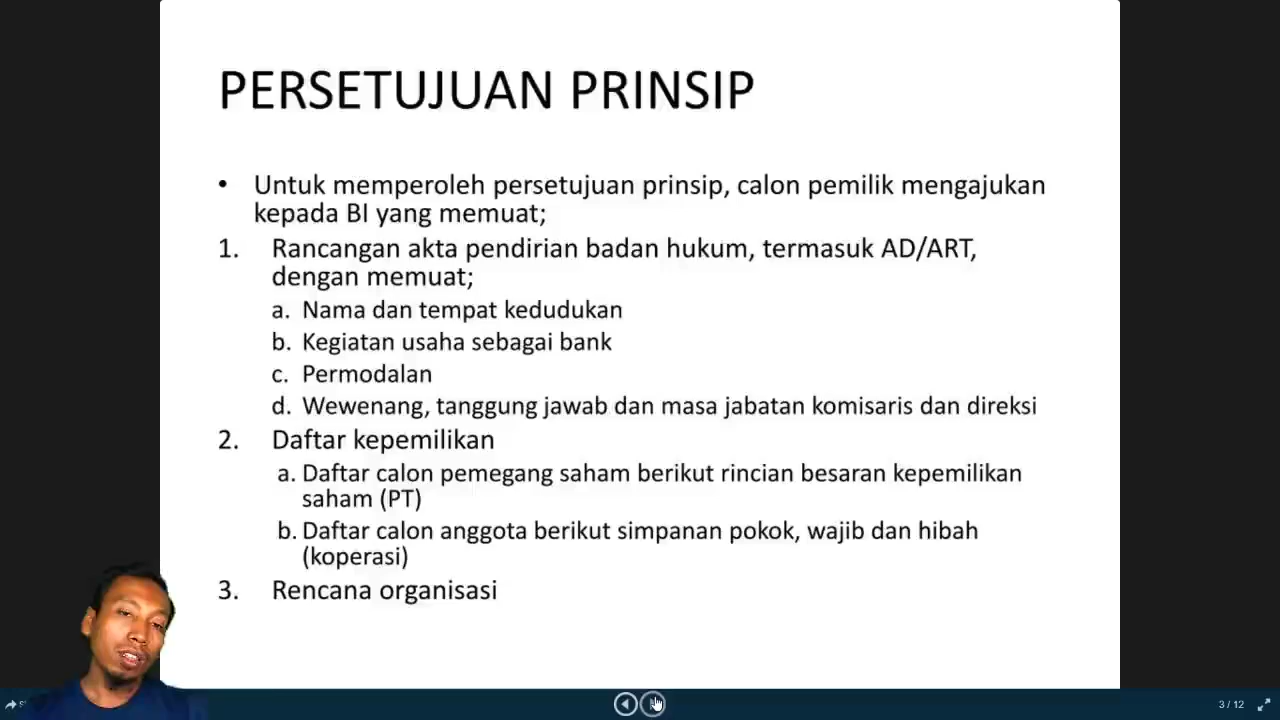 PERSETUJUAN PRINSIP
• Untuk memperoleh persetujuan prinsip, calon pemilik mengajukan
kepada BI yang memuat;
1. Rancangan akta pendirian badan hukum, termasuk AD/ART,
dengan memuat;
a. Nama dan tempat kedudukan
b. Kegiatan usaha sebagai bank
c. Permodalan
d. Wewenang, tanggung jawab dan masa jabatan komisaris dan direksi
2. Daftar kepemilikan
a. Daftar calon pemegang saham berikut rincian besaran kepemilikan
saham (PT)
b. Daftar calon anggota berikut simpanan pokok, wajib dan hibah
(koperasi)
3. Rencana organisasi
3 / 12